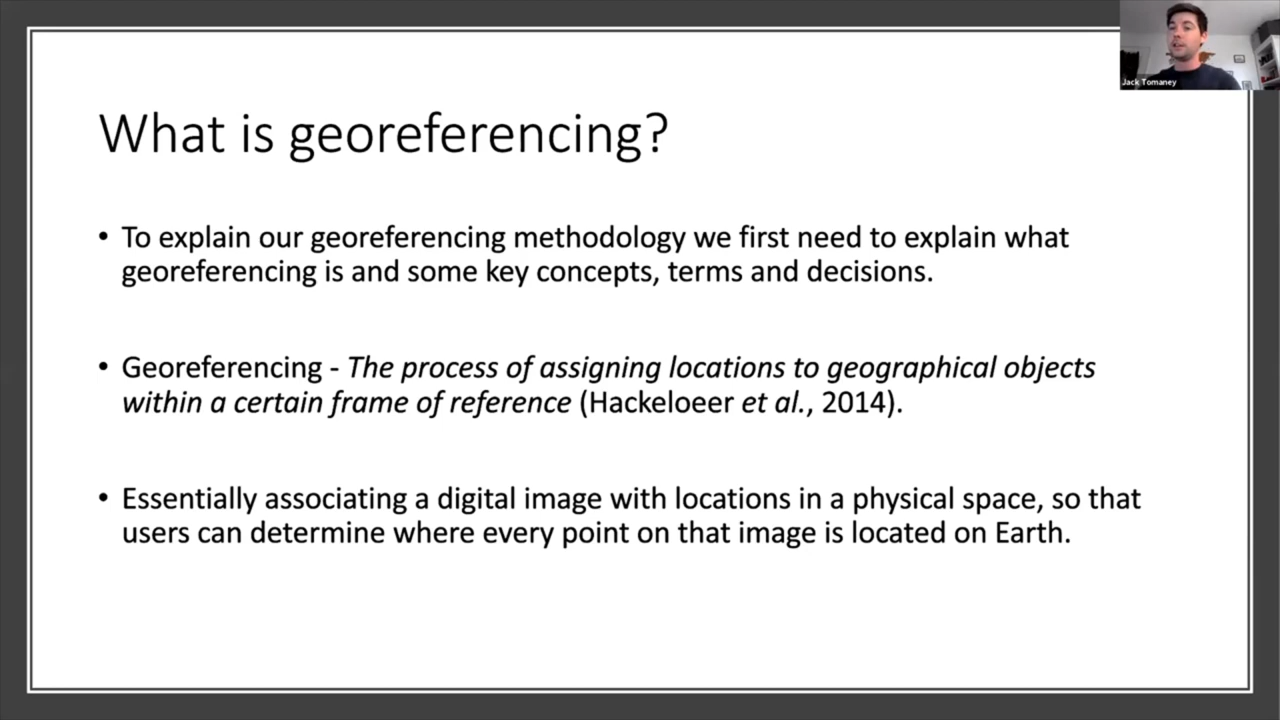 Jack Tomaney
What is georeferencing?
• To explain our georeferencing methodology we first need to explain what
georeferencing is and some key concepts, terms and decisions.
• Georeferencing - The process of assigning locations to geographical objects
within a certain frame of reference (Hackeloeer et al., 2014).
• Essentially associating a digital image with locations in a physical space, so that
users can determine where every point on that image is located on Earth.